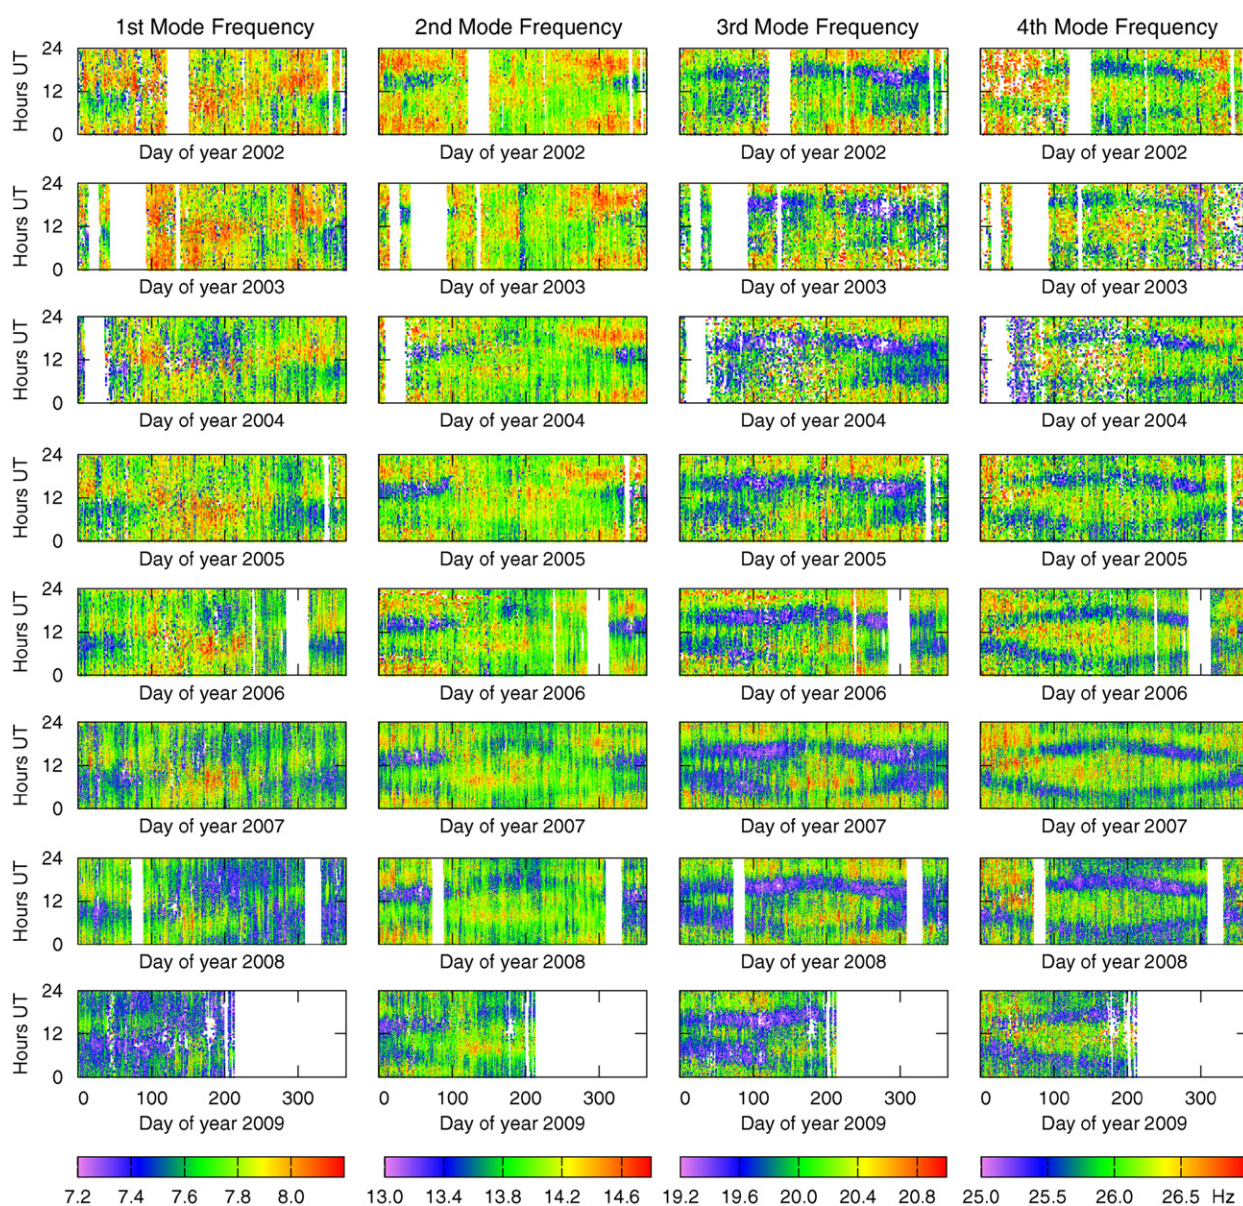 1st Mode Frequency 2nd Mode Frequency 3rd Mode Frequency 4th Mode Frequency
Hours UT 24 12 0
Day of year 2002 Day of year 2002 Day of year 2002 Day of year 2002
Hours UT 24 12 0
Day of year 2003 Day of year 2003 Day of year 2003 Day of year 2003
Hours UT 24 12 0
Day of year 2004 Day of year 2004 Day of year 2004 Day of year 2004
Hours UT 24 12 0
Day of year 2005 Day of year 2005 Day of year 2005 Day of year 2005
Hours UT 24 12 0
Day of year 2006 Day of year 2006 Day of year 2006 Day of year 2006
Hours UT 24 12 0
Day of year 2007 Day of year 2007 Day of year 2007 Day of year 2007
Hours UT 24 12 0
Day of year 2008 Day of year 2008 Day of year 2008 Day of year 2008
Hours UT 24 12 0
0 100 200 300 0 100 200 300 0 100 200 300 0 100 200 300
Day of year 2009 Day of year 2009 Day of year 2009 Day of year 2009
7.2 7.4 7.6 7.8 8.0 13.0 13.4 13.8 14.2 14.6 19.2 19.6 20.0 20.4 20.8 25.0 25.5 26.0 26.5 Hz